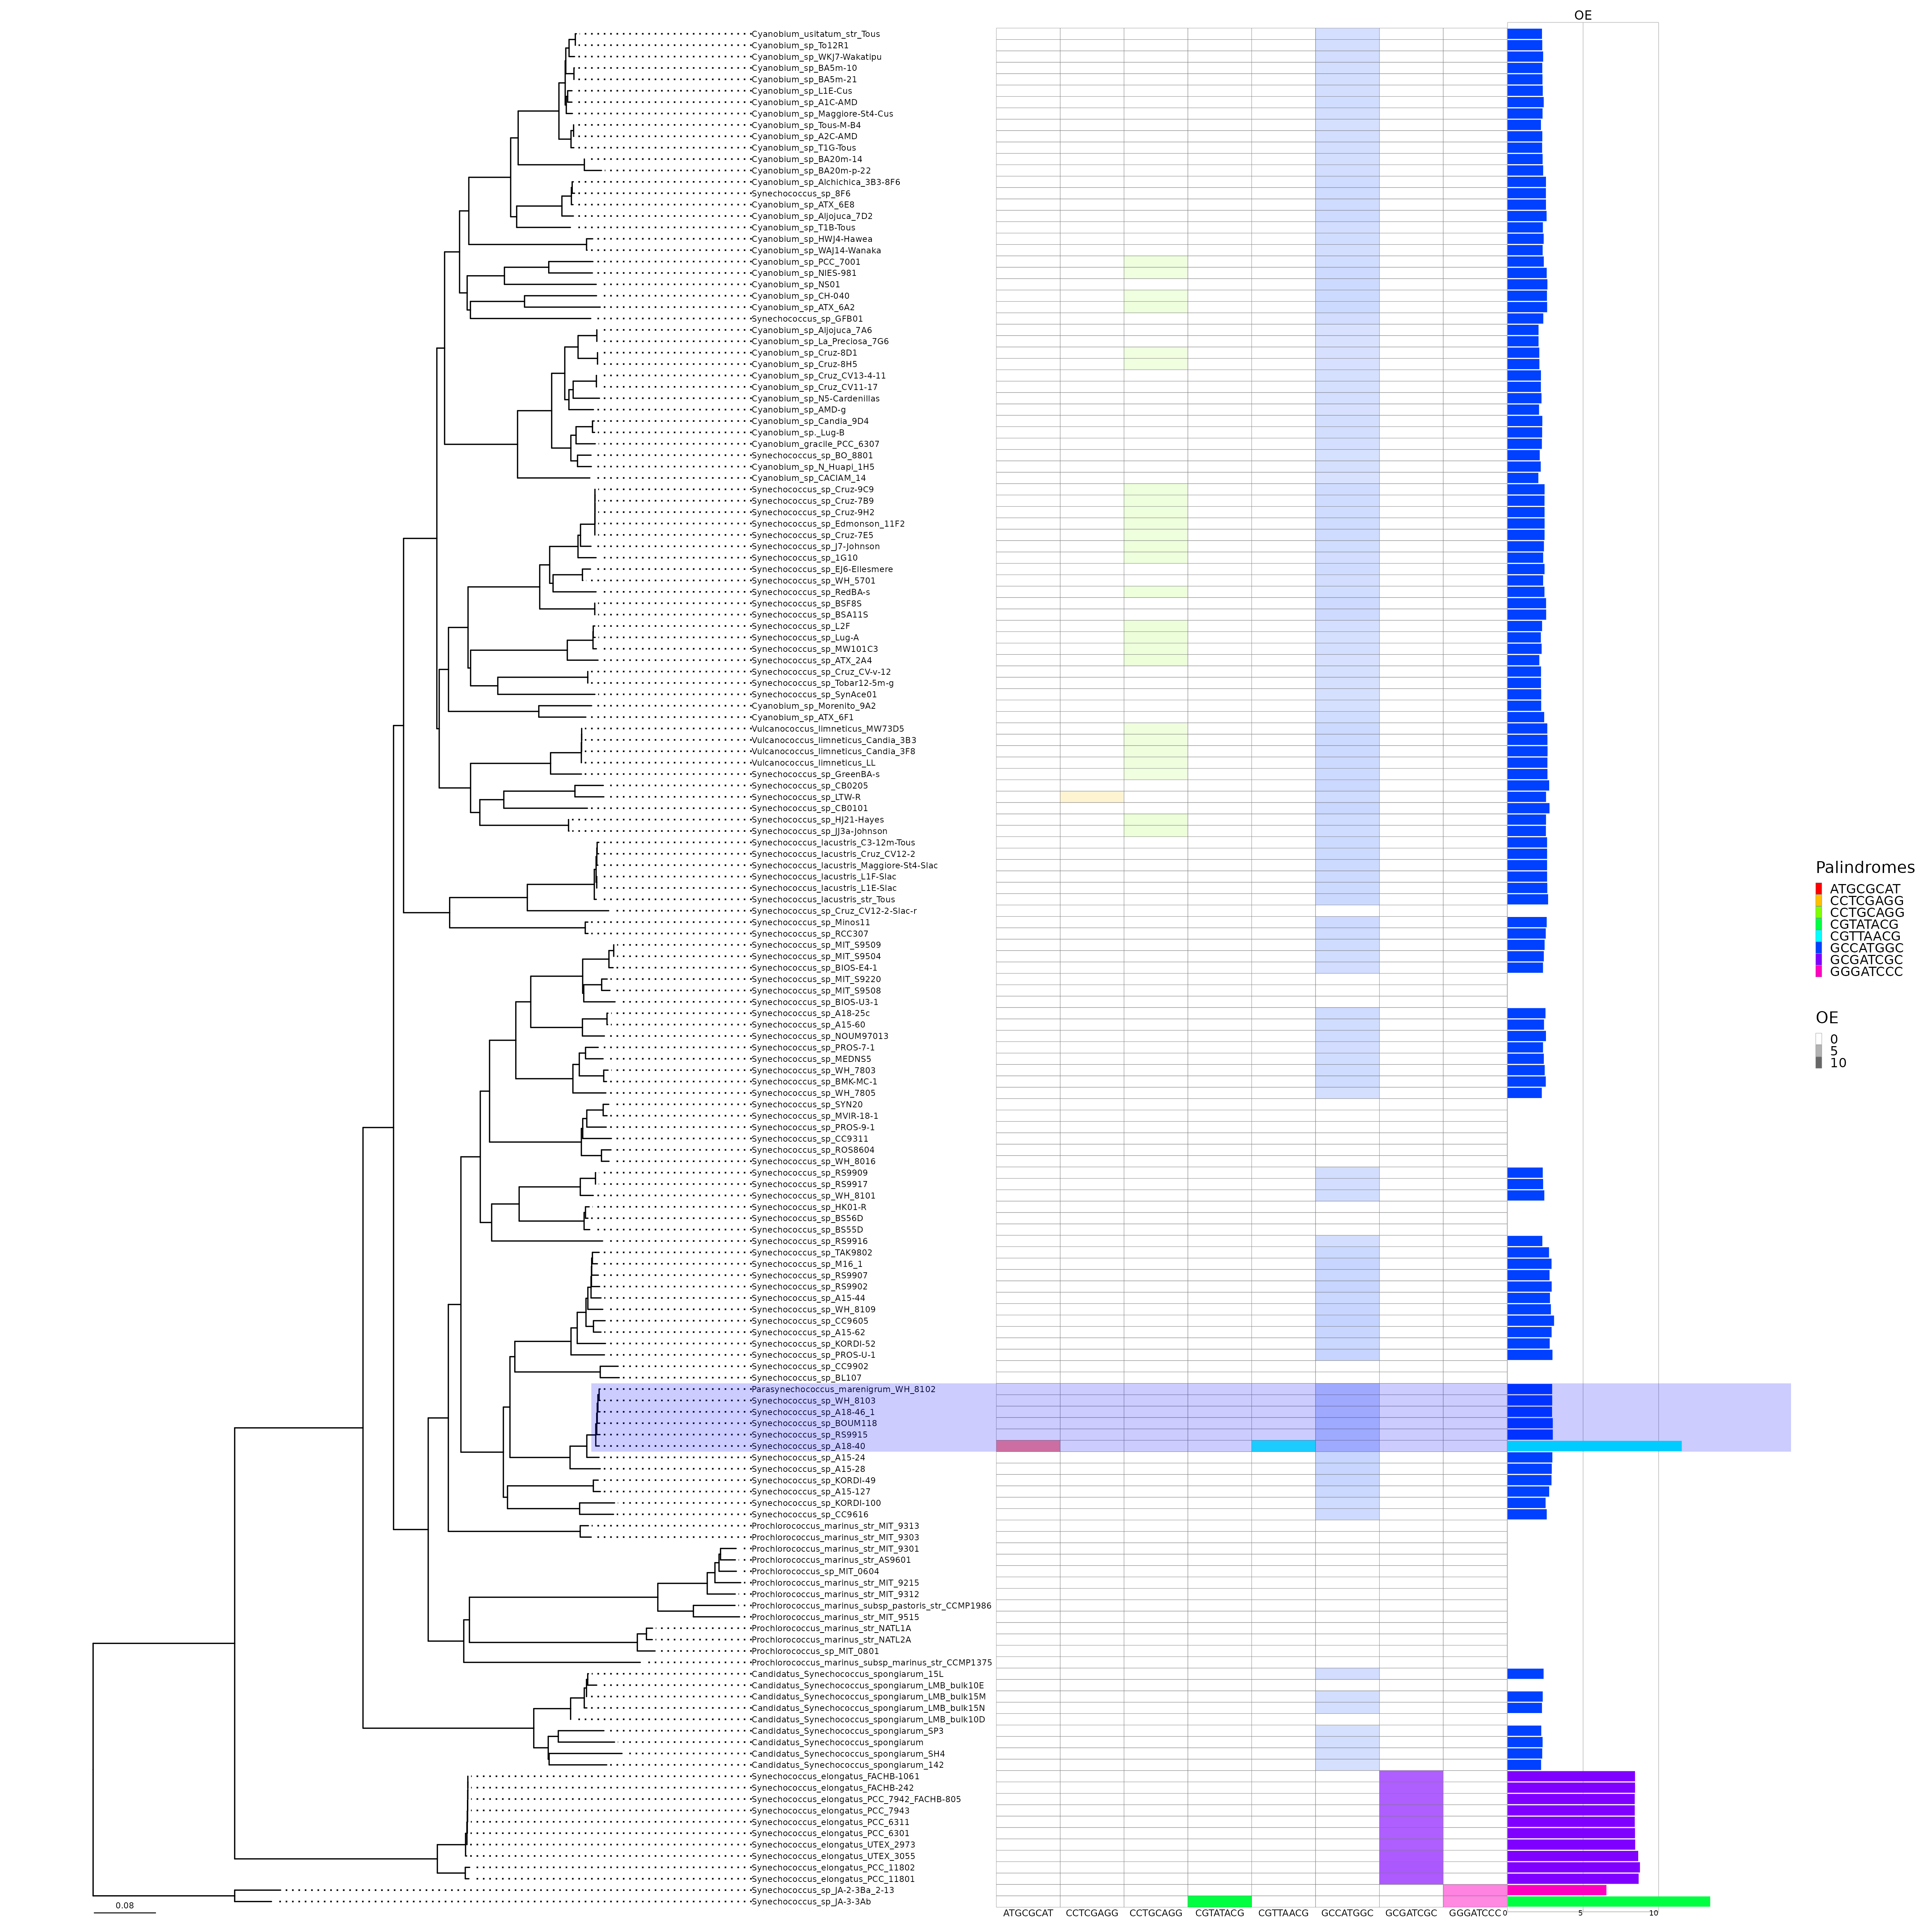 OE
Cyanobium_usitatum_str_Tous
Cyanobium_sp_To12R1
Cyanobium_sp_WKJ7-Wakatipu
Cyanobium_sp_BA5m-10
Cyanobium_sp_BA5m-21
Cyanobium_sp_L1E-Cus
Cyanobium_sp_A1C-AMD
Cyanobium_sp_Maggiore-St4-Cus
Cyanobium_sp_Tous-M-B4
Cyanobium_sp_A2C-AMD
Cyanobium_sp_T1G-Tous
Cyanobium_sp_BA20m-14
Cyanobium_sp_BA20m-p-22
Cyanobium_sp_Alchichica_3B3-8F6
Synechococcus_sp_8F6
Cyanobium_sp_ATX_6E8
Cyanobium_sp_Aljojuca_7D2
Cyanobium_sp_T1B-Tous
Cyanobium_sp_HWJ4-Hawea
Cyanobium_sp_WAJ14-Wanaka
Cyanobium_sp_PCC_7001
Cyanobium_sp_NIES-981
Cyanobium_sp_NS01
Cyanobium_sp_CH-040
Cyanobium_sp_ATX_6A2
Synechococcus_sp_GFB01
Cyanobium_sp_Aljojuca_7A6
Cyanobium_sp_La_Preciosa_7G6
Cyanobium_sp_Cruz-8D1
Cyanobium_sp_Cruz-8H5
Cyanobium_sp_Cruz_CV13-4-11
Cyanobium_sp_Cruz_CV11-17
Cyanobium_sp_N5-Cardenillas
Cyanobium_sp_AMD-g
Cyanobium_sp_Candia_9D4
Cyanobium_sp._Lug-B
Cyanobium_gracile_PCC_6307
Synechococcus_sp_BO_8801
Cyanobium_sp_N_Huapi_1H5
Cyanobium_sp_CACIAM_14
Synechococcus_sp_Cruz-9C9
Synechococcus_sp_Cruz-7B9
Synechococcus_sp_Cruz-9H2
Synechococcus_sp_Edmonson_11F2
Synechococcus_sp_Cruz-7E5
Synechococcus_sp_J7-Johnson
Synechococcus_sp_1G10
Synechococcus_sp_EJ6-Ellesmere
Synechococcus_sp_WH_5701
Synechococcus_sp_RedBA-s
Synechococcus_sp_BSF8S
Synechococcus_sp_BSA11S
Synechococcus_sp_L2F
Synechococcus_sp_Lug-A
Synechococcus_sp_MW101C3
Synechococcus_sp_ATX_2A4
Synechococcus_sp_Cruz_CV-v-12
Synechococcus_sp_Tobar12-5m-g
Synechococcus_sp_SynAce01
Cyanobium_sp_Morenito_9A2
Cyanobium_sp_ATX_6F1
Vulcanococcus_limneticus_MW73D5
Vulcanococcus_limneticus_Candia_3B3
Vulcanococcus_limneticus_Candia_3F8
Vulcanococcus_limneticus_LL
Synechococcus_sp_GreenBA-s
Synechococcus_sp_CB0205
Synechococcus_sp_LTW-R
Synechococcus_sp_CB0101
Synechococcus_sp_HJ21-Hayes
Synechococcus_sp_JJ3a-Johnson
Synechococcus_lacustris_C3-12m-Tous
Synechococcus_lacustris_Cruz_CV12-2
Synechococcus_lacustris_Maggiore-St4-Slac
Synechococcus_lacustris_L1F-Slac
Synechococcus_lacustris_L1E-Slac
Synechococcus_lacustris_str_Tous
Synechococcus_sp_Cruz_CV12-2-Slac-r
Synechococcus_sp_Minos11
Synechococcus_sp_RCC307
Synechococcus_sp_MIT_S9509
Synechococcus_sp_MIT_S9504
Synechococcus_sp_BIOS-E4-1
Synechococcus_sp_MIT_S9220
Synechococcus_sp_MIT_S9508
Synechococcus_sp_BIOS-U3-1
Synechococcus_sp_A18-25c
Synechococcus_sp_A15-60
Synechococcus_sp_NOUM97013
Synechococcus_sp_PROS-7-1
Synechococcus_sp_MEDNS5
Synechococcus_sp_WH_7803
Synechococcus_sp_BMK-MC-1
Synechococcus_sp_WH_7805
Synechococcus_sp_SYN20
Synechococcus_sp_MVIR-18-1
Synechococcus_sp_PROS-9-1
Synechococcus_sp_CC9311
Synechococcus_sp_ROS8604
Synechococcus_sp_WH_8016
Synechococcus_sp_RS9909
Synechococcus_sp_RS9917
Synechococcus_sp_WH_8101
Synechococcus_sp_HK01-R
Synechococcus_sp_BS56D
Synechococcus_sp_BS55D
Synechococcus_sp_RS9916
Synechococcus_sp_TAK9802
Synechococcus_sp_M16_1
Synechococcus_sp_RS9907
Synechococcus_sp_RS9902
Synechococcus_sp_A15-44
Synechococcus_sp_WH_8109
Synechococcus_sp_CC9605
Synechococcus_sp_A15-62
Synechococcus_sp_KORDI-52
Synechococcus_sp_PROS-U-1
Synechococcus_sp_CC9902
Synechococcus_sp_BL107
Parasynechococcus_marenigrum_WH_8102
Synechococcus_sp_WH_8103
Synechococcus_sp_A18-46_1
Synechococcus_sp_BOUM118
Synechococcus_sp_RS9915
Synechococcus_sp_A18-40
Synechococcus_sp_A15-24
Synechococcus_sp_A15-28
Synechococcus_sp_KORDI-49
Synechococcus_sp_A15-127
Synechococcus_sp_KORDI-100
Synechococcus_sp_CC9616
Prochlorococcus_marinus_str_MIT_9313
Prochlorococcus_marinus_str_MIT_9303
Prochlorococcus_marinus_str_MIT_9301
Prochlorococcus_marinus_str_AS9601
Prochlorococcus_sp_MIT_0604
Prochlorococcus_marinus_str_MIT_9215
Prochlorococcus_marinus_str_MIT_9312
Prochlorococcus_marinus_subsp_pastoris_str_CCMP1986
Prochlorococcus_marinus_str_MIT_9515
Prochlorococcus_marinus_str_NATL1A
Prochlorococcus_marinus_str_NATL2A
Prochlorococcus_sp_MIT_0801
Prochlorococcus_marinus_subsp_marinus_str_CCMP1375
Candidatus_Synechococcus_spongiarum_15L
Candidatus_Synechococcus_spongiarum_LMB_bulk10E
Candidatus_Synechococcus_spongiarum_LMB_bulk15M
Candidatus_Synechococcus_spongiarum_LMB_bulk15N
Candidatus_Synechococcus_spongiarum_LMB_bulk10D
Candidatus_Synechococcus_spongiarum_SP3
Candidatus_Synechococcus_spongiarum
Candidatus_Synechococcus_spongiarum_SH4
Candidatus_Synechococcus_spongiarum_142
Synechococcus_elongatus_FACHB-1061
Synechococcus_elongatus_FACHB-242
Synechococcus_elongatus_PCC_7942_FACHB-805
Synechococcus_elongatus_PCC_7943
Synechococcus_elongatus_PCC_6311
Synechococcus_elongatus_PCC_6301
Synechococcus_elongatus_UTEX_2973
Synechococcus_elongatus_UTEX_3055
Synechococcus_elongatus_PCC_11802
Synechococcus_elongatus_PCC_11801
Synechococcus_sp_JA-2-3Ba_2-13
Synechococcus_sp_JA-3-3Ab
0.08
ATGCGCAT CCTCGAGG CCTGCAGG CGTATACG CGTTAACG GCCATGGC GCGATCGC GGGATCCC 0 5 10
Palindromes
ATGCGCAT
CCTCGAGG
CCTGCAGG
CGTATACG
CGTTAACG
GCCATGGC
GCGATCGC
GGGATCCC
OE
0
5
10